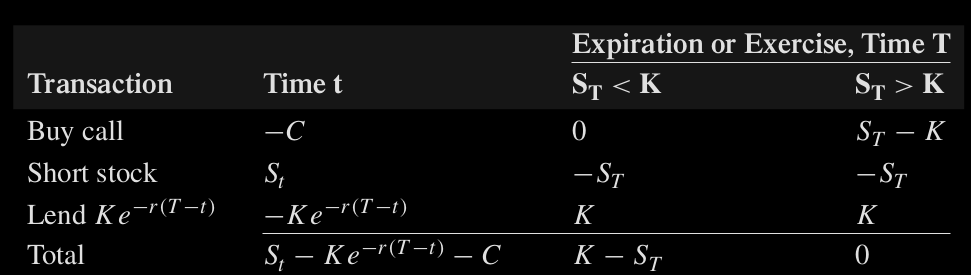 Expiration or Exercise, Time T
Transaction Time t S_T < K S_T > K
Buy call −C 0 S_T − K
Short stock S_t −S_T −S_T
Lend Ke^{−r(T−t)} −Ke^{−r(T−t)} K K
Total S_t − Ke^{−r(T−t)} − C K − S_T 0